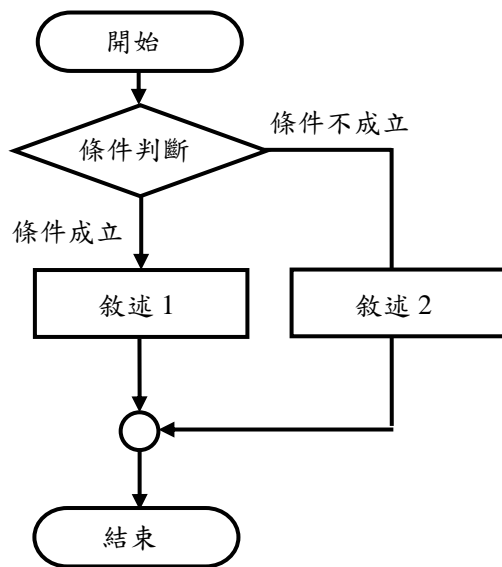 開始
條件判斷
條件不成立
條件成立
敘述 1
敘述 2
結束